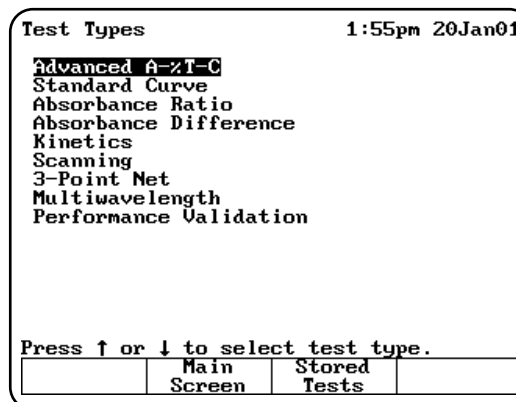 Test Types 1:55pm 20Jan01
Advanced A-%T-C
Standard Curve
Absorbance Ratio
Absorbance Difference
Kinetics
Scanning
3-Point Net
Multiwavelength
Performance Validation
Press ↑ or ↓ to select test type.
Main Screen
Stored Tests